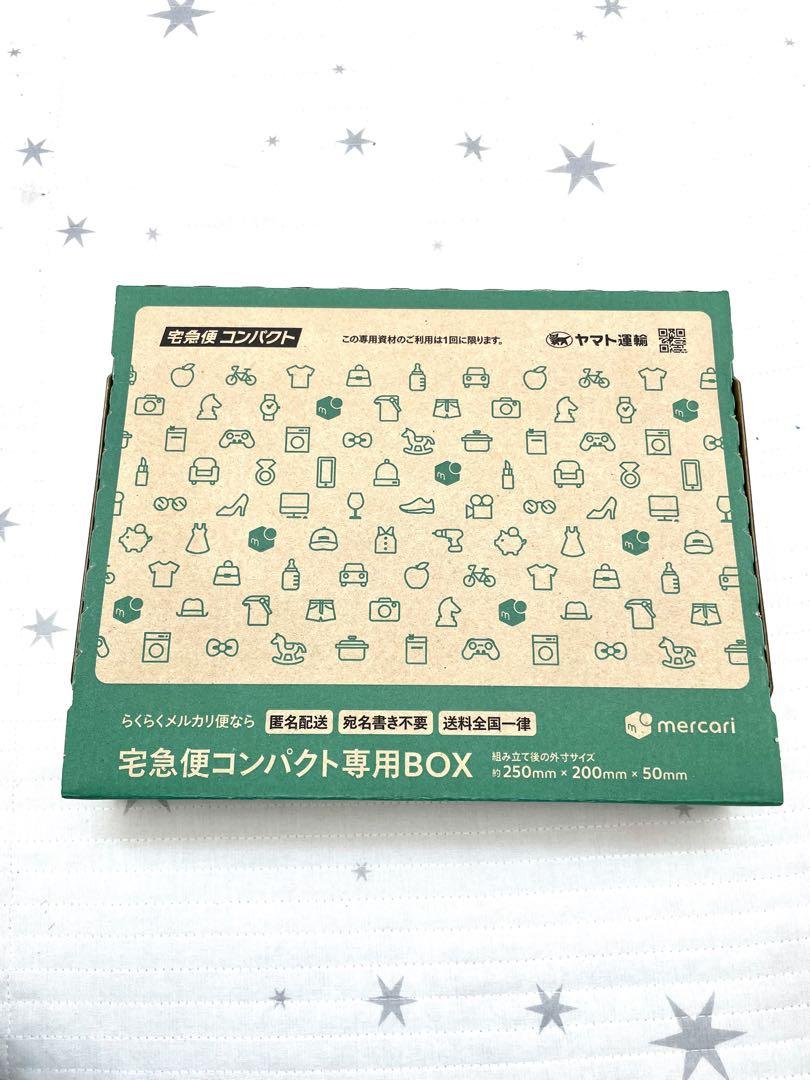 宅急便 コンパクト
この専用資材のご利用は1回に限ります。
ヤマト運輸
らくらくメルカリ便なら 匿名配送 宛名書き不要 送料全国一律
mercari
宅急便コンパクト専用BOX
組み立て後の外寸サイズ
約250mm×200mm×50mm